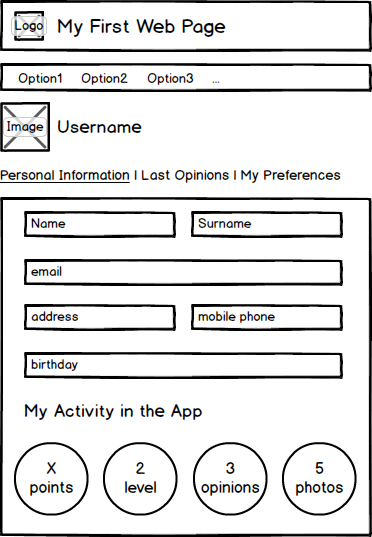 Logo My First Web Page
Option1 Option2 Option3 ...
Image Username
Personal Information | Last Opinions | My Preferences
Name Surname
email
address mobile phone
birthday
My Activity in the App
X 2 3 5
points level opinions photos